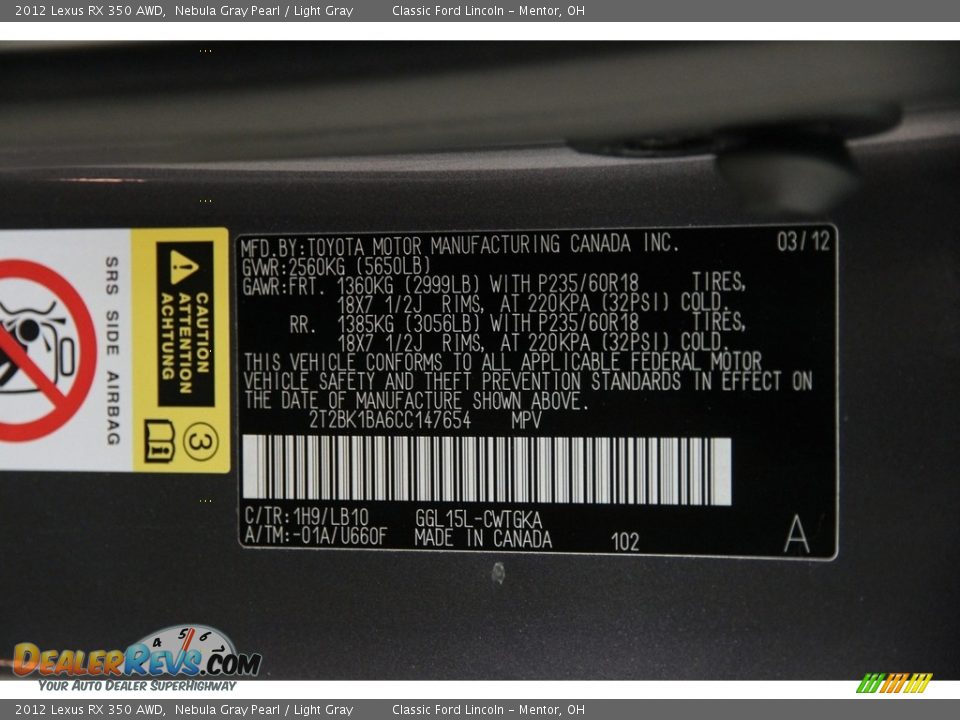 2012 Lexus RX 350 AWD, Nebula Gray Pearl / Light Gray Classic Ford Lincoln - Mentor, OH
MFD.BY:TOYOTA MOTOR MANUFACTURING CANADA INC. 03/12
GVWR:2560KG (5650LB)
GAWR:FRT. 1360KG (2999LB) WITH P235/60R18 TIRES,
18X7 1/2J RIMS, AT 220KPA (32PSI) COLD.
RR. 1385KG (3056LB) WITH P235/60R18 TIRES,
18X7 1/2J RIMS, AT 220KPA (32PSI) COLD.
THIS VEHICLE CONFORMS TO ALL APPLICABLE FEDERAL MOTOR
VEHICLE SAFETY AND THEFT PREVENTION STANDARDS IN EFFECT ON
THE DATE OF MANUFACTURE SHOWN ABOVE.
2T2BK1BA6CC147654 MPV
C/TR:1H9/LB10 GGL15L-CWTGKA
A/TM:-01A/U660F MADE IN CANADA 102 A
SRS SIDE AIRBAG
CAUTION
ATTENTION
ACHTUNG
3
4 5 6 7
DEALERREVS.COM
YOUR AUTO DEALER SUPERHIGHWAY
2012 Lexus RX 350 AWD, Nebula Gray Pearl / Light Gray Classic Ford Lincoln - Mentor, OH